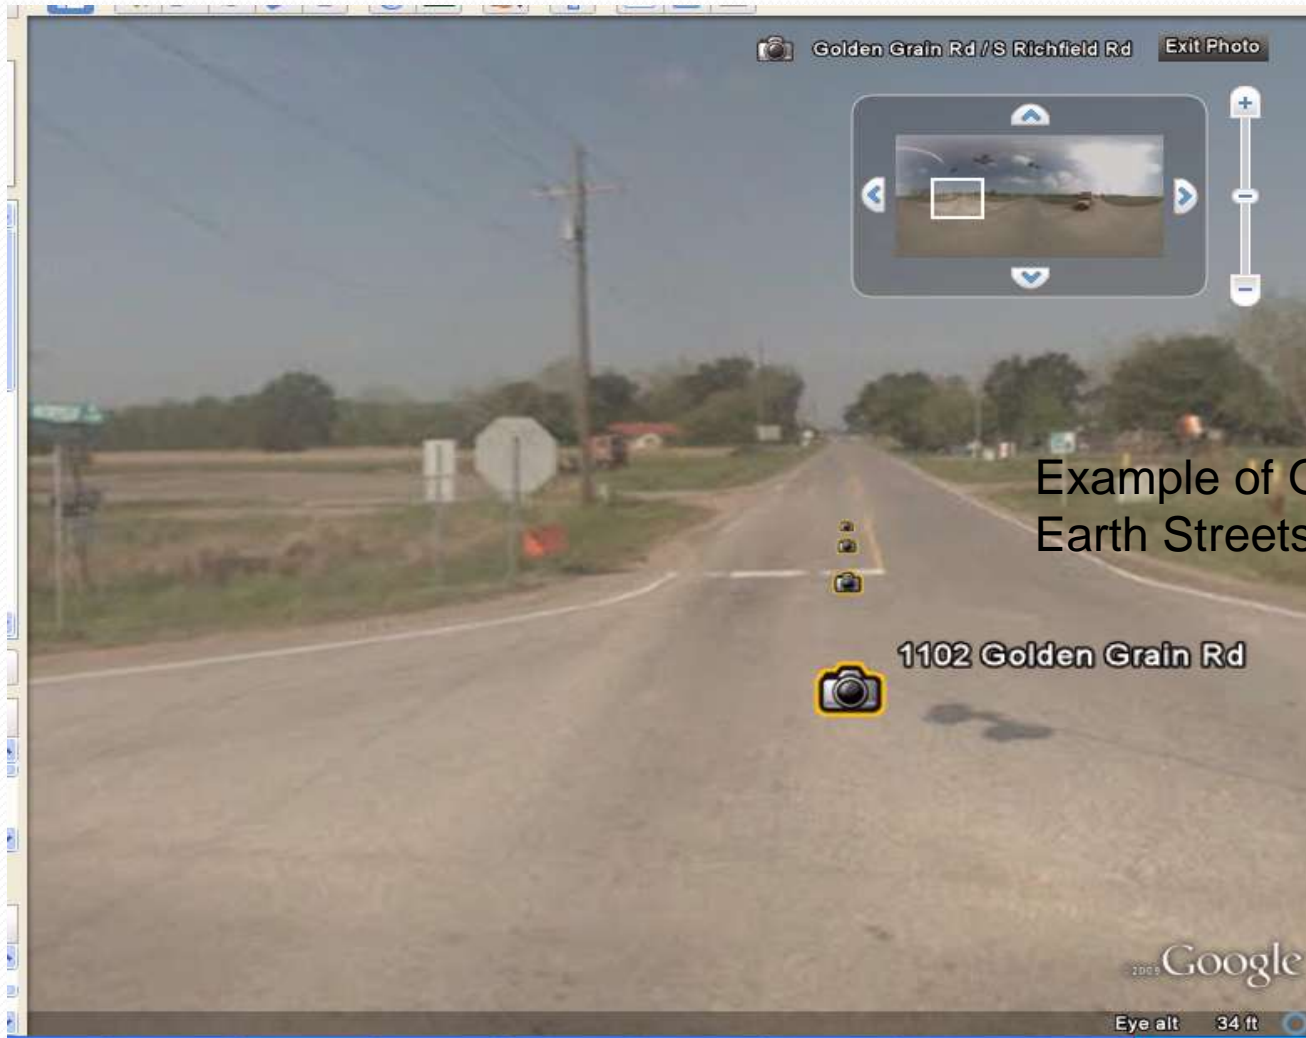 Golden Grain Rd / S Richfield Rd Exit Photo
Example of
Earth Streets
1102 Golden Grain Rd
2009 Google
Eye alt 34 ft